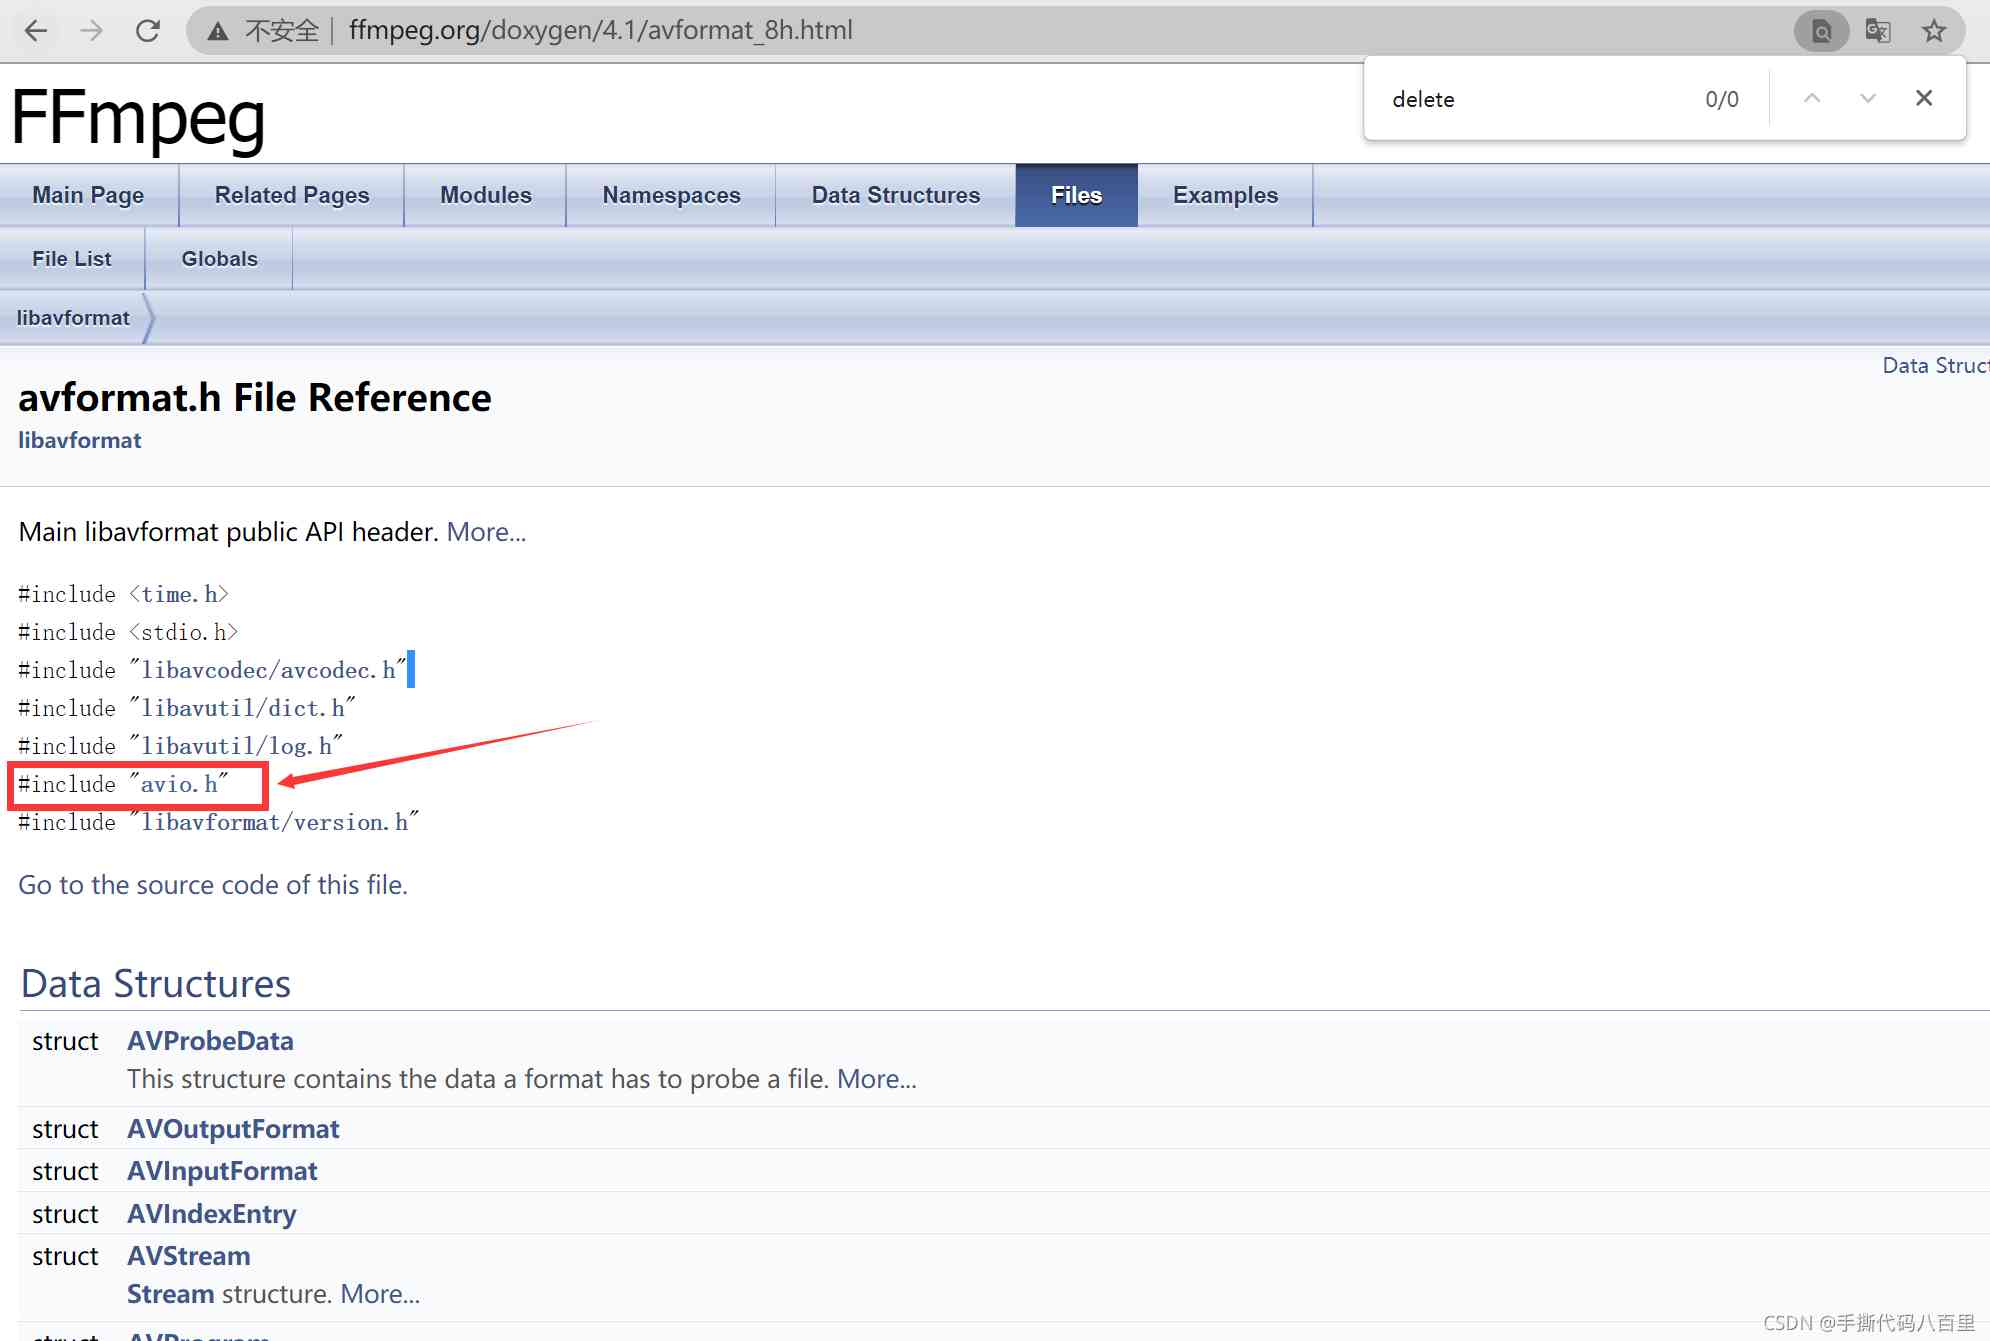 不安全 ffmpeg.org/doxygen/4.1/avformat_8h.html
delete 0/0
FFmpeg
Main Page Related Pages Modules Namespaces Data Structures Files Examples
File List Globals
libavformat
Data Struct
avformat.h File Reference
libavformat
Main libavformat public API header. More...
#include <time.h>
#include <stdio.h>
#include "libavcodec/avcodec.h"
#include "libavutil/dict.h"
#include "libavutil/log.h"
#include "avio.h"
#include "libavformat/version.h"
Go to the source code of this file.
Data Structures
struct AVProbeData
This structure contains the data a format has to probe a file. More...
struct AVOutputFormat
struct AVInputFormat
struct AVIndexEntry
struct AVStream
Stream structure. More...
struct AVProgram
CSDN @手撕代码八百里